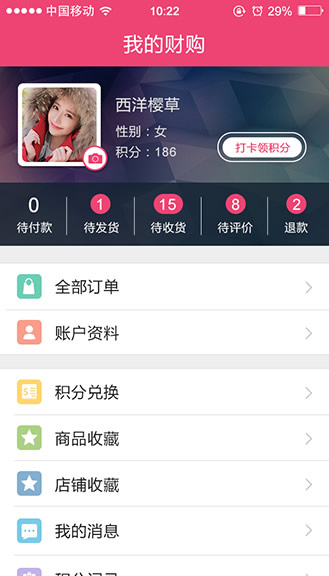 中国移动 10:22 29%
我的财购
西洋樱草
性别：女
积分：186
打卡领积分
0 1 15 8 2
待付款 待发货 待收货 待评价 退款
全部订单
账户资料
积分兑换
商品收藏
店铺收藏
我的消息